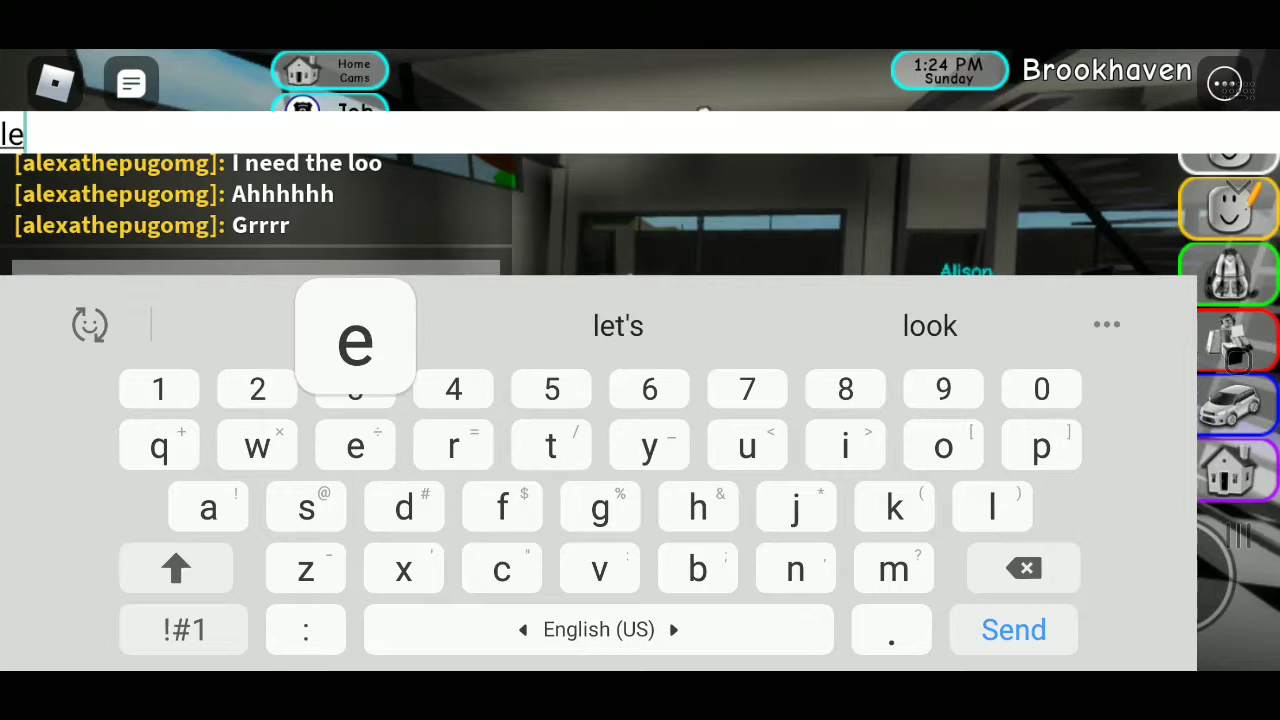 Home
Cams
1:24 PM
Sunday
Brookhaven
Job
le
[alexathepugomg]: I need the loo
[alexathepugomg]: Ahhhhhh
[alexathepugomg]: Grrrr
Alison
e
let's
look
1 2 4 5 6 7 8 9 0
q + w × e ÷ r = t / y _ u < i > o [ p ]
a ! s @ d # f $ g % h & j * k ( l )
z - x ' c " v : b ; n , m ?
!#1 : English (US) . Send